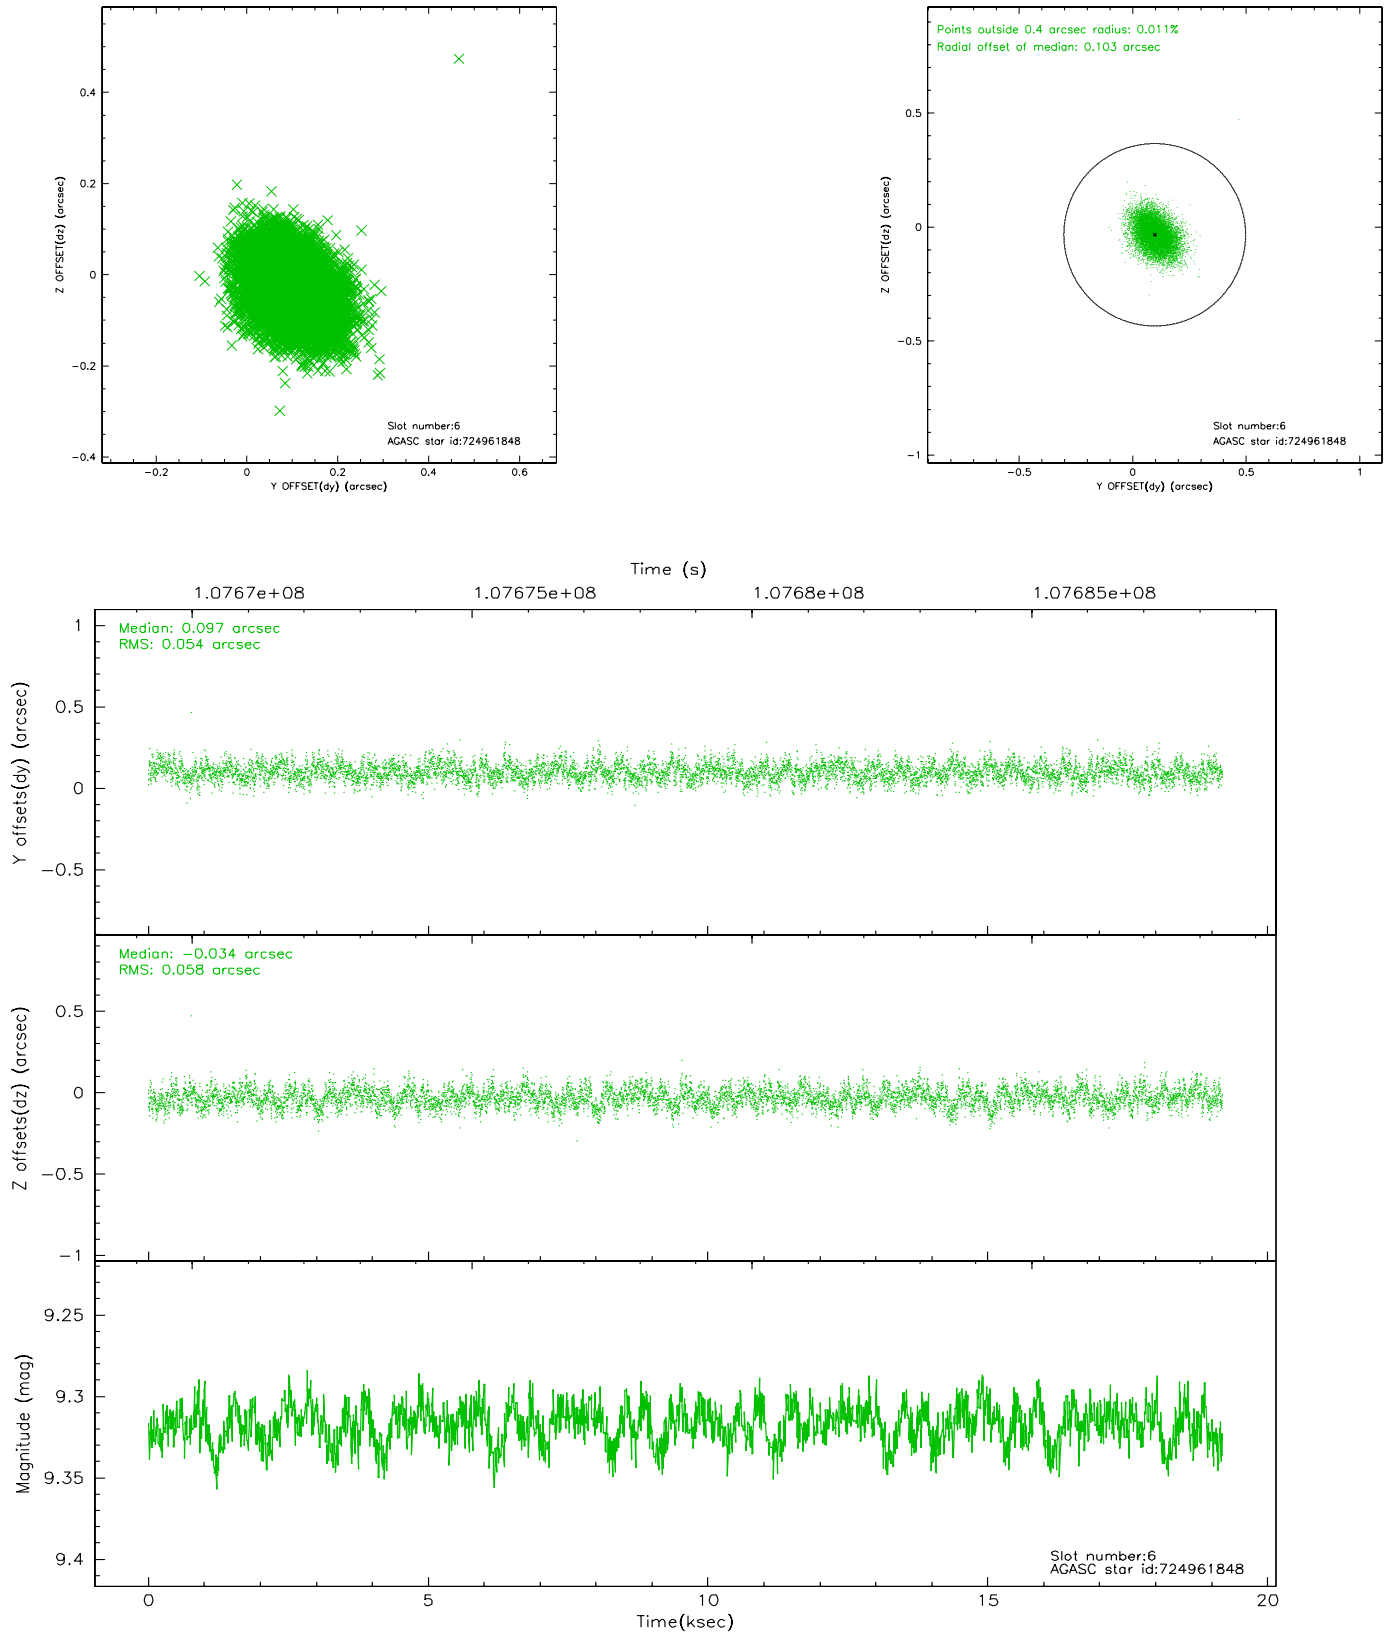 0.4
0.2
0
−0.2
−0.4
Z OFFSET(dz) (arcsec)
Slot number:6
AGASC star id:724961848
−0.2 0 0.2 0.4 0.6
Y OFFSET(dy) (arcsec)
Points outside 0.4 arcsec radius: 0.011%
Radial offset of median: 0.103 arcsec
0.5
0
−0.5
−1
Z OFFSET(dz) (arcsec)
Slot number:6
AGASC star id:724961848
−0.5 0 0.5 1
Y OFFSET(dy) (arcsec)
Time (s)
1.0767e+08 1.07675e+08 1.0768e+08 1.07685e+08
Median: 0.097 arcsec
RMS: 0.054 arcsec
1
0.5
0
−0.5
Y offsets(dy) (arcsec)
Median: −0.034 arcsec
RMS: 0.058 arcsec
0.5
0
−0.5
−1
Z offsets(dz) (arcsec)
9.25
9.3
9.35
9.4
Magnitude (mag)
Slot number:6
AGASC star id:724961848
0 5 10 15 20
Time(ksec)